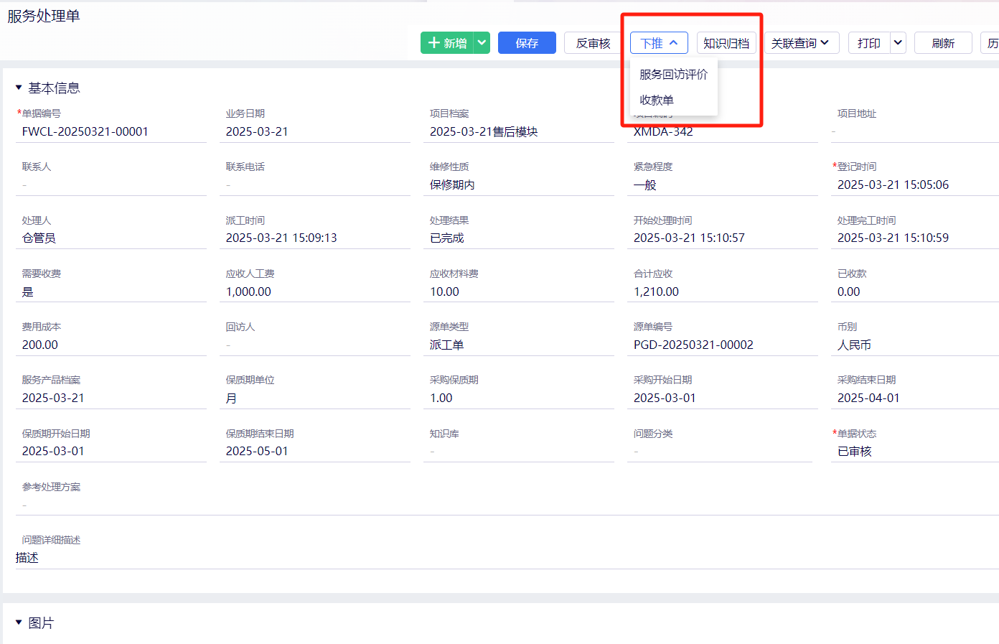 服务处理单
新增
保存
反审核
下推
知识归档
关联查询
打印
刷新
历
服务回访评价
收款单
基本信息
*单据编号 业务日期 项目档案 项目编码 项目地址
FWCL-20250321-00001 2025-03-21 2025-03-21售后模块 XMDA-342 -
联系人 联系电话 维修性质 紧急程度 *登记时间
- - 保修期内 一般 2025-03-21 15:05:06
处理人 派工时间 处理结果 开始处理时间 处理完工时间
仓管员 2025-03-21 15:09:13 已完成 2025-03-21 15:10:57 2025-03-21 15:10:59
需要收费 应收人工费 应收材料费 合计应收 已收款
是 1,000.00 10.00 1,210.00 0.00
费用成本 回访人 源单类型 源单编号 币别
200.00 - 派工单 PGD-20250321-00002 人民币
服务产品档案 保质期单位 采购保质期 采购开始日期 采购结束日期
2025-03-21 月 1.00 2025-03-01 2025-04-01
保质期开始日期 保质期结束日期 知识库 问题分类 *单据状态
2025-03-01 2025-05-01 - - 已审核
参考处理方案
-
问题详细描述
描述
图片